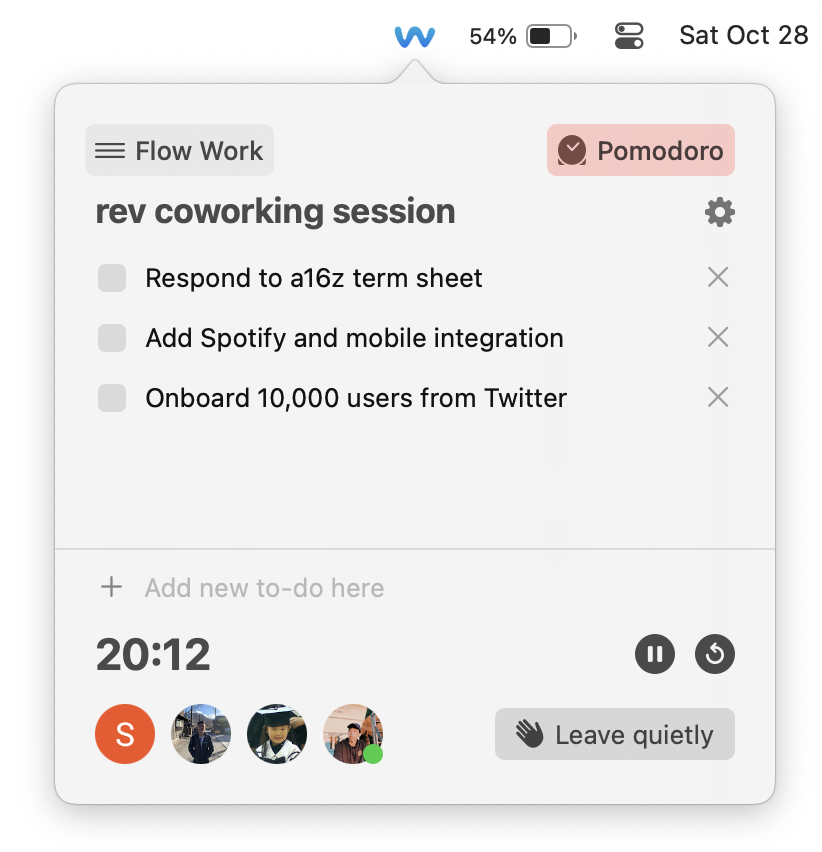 54% Sat Oct 28
Flow Work Pomodoro
rev coworking session
Respond to a16z term sheet
Add Spotify and mobile integration
Onboard 10,000 users from Twitter
Add new to-do here
20:12
S Leave quietly